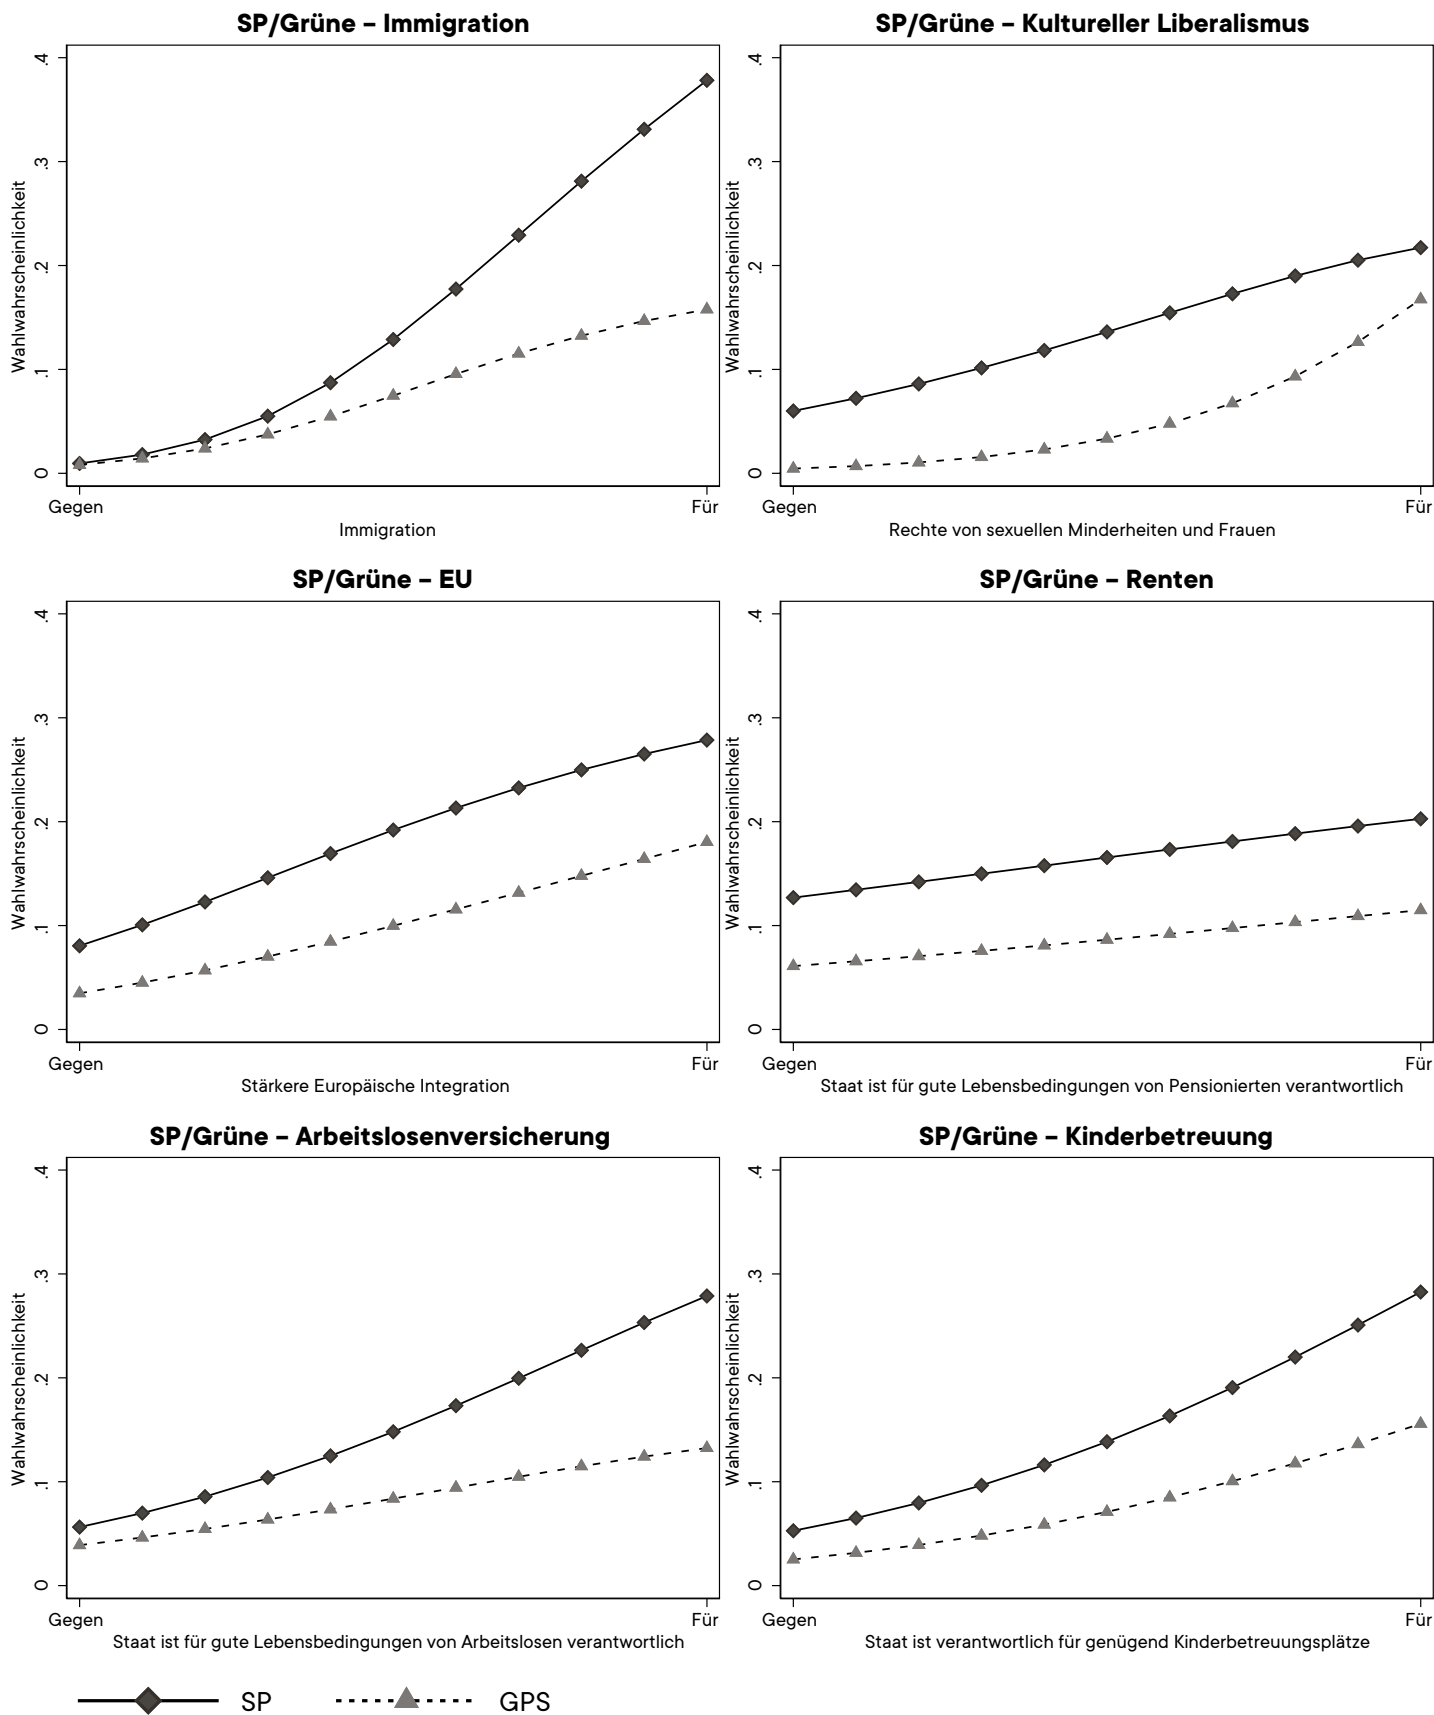 SP/Grüne – Immigration
.4
.3
.2
.1
0
Wahlwahrscheinlichkeit
Gegen
Für
Immigration
SP/Grüne – Kultureller Liberalismus
.4
.3
.2
.1
0
Wahlwahrscheinlichkeit
Gegen
Für
Rechte von sexuellen Minderheiten und Frauen
SP/Grüne – EU
.4
.3
.2
.1
0
Wahlwahrscheinlichkeit
Gegen
Für
Stärkere Europäische Integration
SP/Grüne – Renten
.4
.3
.2
.1
0
Wahlwahrscheinlichkeit
Gegen
Für
Staat ist für gute Lebensbedingungen von Pensionierten verantwortlich
SP/Grüne – Arbeitslosenversicherung
.4
.3
.2
.1
0
Wahlwahrscheinlichkeit
Gegen
Für
Staat ist für gute Lebensbedingungen von Arbeitslosen verantwortlich
SP/Grüne – Kinderbetreuung
.4
.3
.2
.1
0
Wahlwahrscheinlichkeit
Gegen
Für
Staat ist verantwortlich für genügend Kinderbetreuungsplätze
SP
GPS